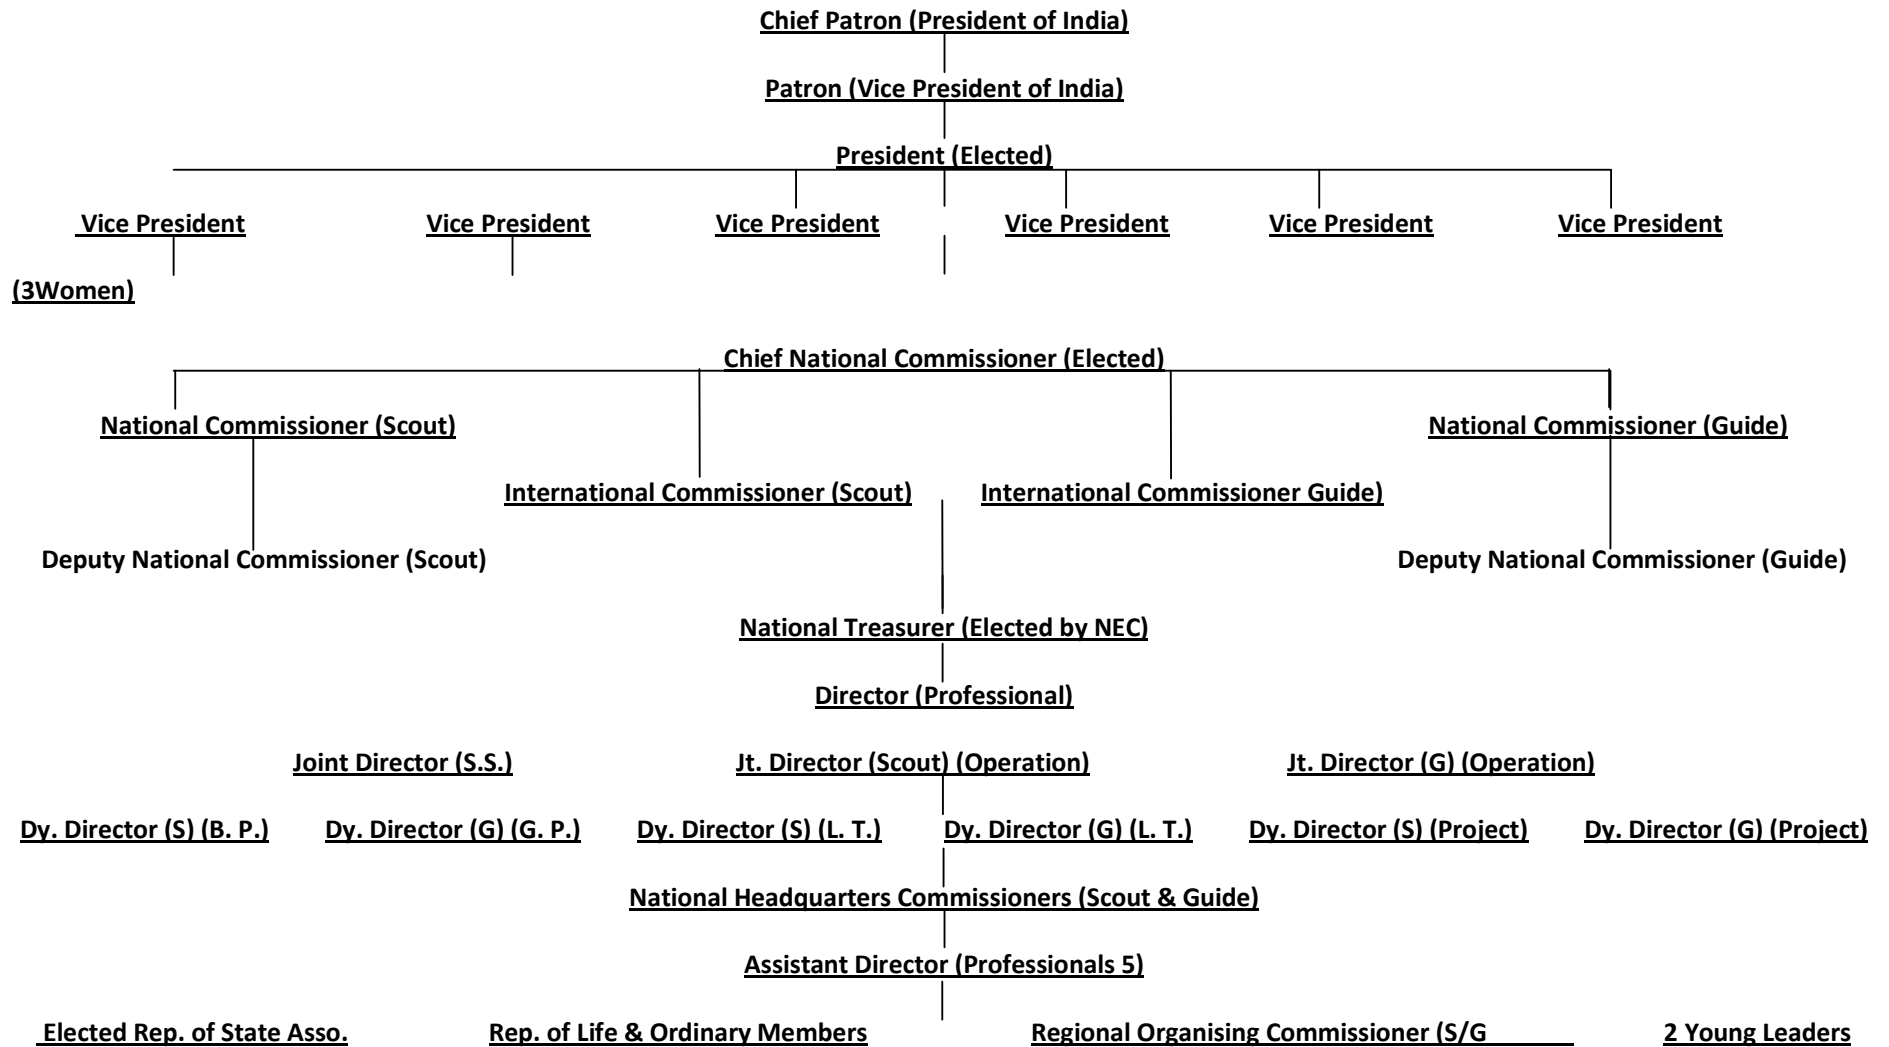 Chief Patron (President of India)
Patron (Vice President of India)
President (Elected)
Vice President Vice President Vice President Vice President Vice President Vice President
(3Women)
Chief National Commissioner (Elected)
National Commissioner (Scout) National Commissioner (Guide)
International Commissioner (Scout) International Commissioner Guide)
Deputy National Commissioner (Scout) Deputy National Commissioner (Guide)
National Treasurer (Elected by NEC)
Director (Professional)
Joint Director (S.S.) Jt. Director (Scout) (Operation) Jt. Director (G) (Operation)
Dy. Director (S) (B. P.) Dy. Director (G) (G. P.) Dy. Director (S) (L. T.) Dy. Director (G) (L. T.) Dy. Director (S) (Project) Dy. Director (G) (Project)
National Headquarters Commissioners (Scout & Guide)
Assistant Director (Professionals 5)
Elected Rep. of State Asso. Rep. of Life & Ordinary Members Regional Organising Commissioner (S/G 2 Young Leaders